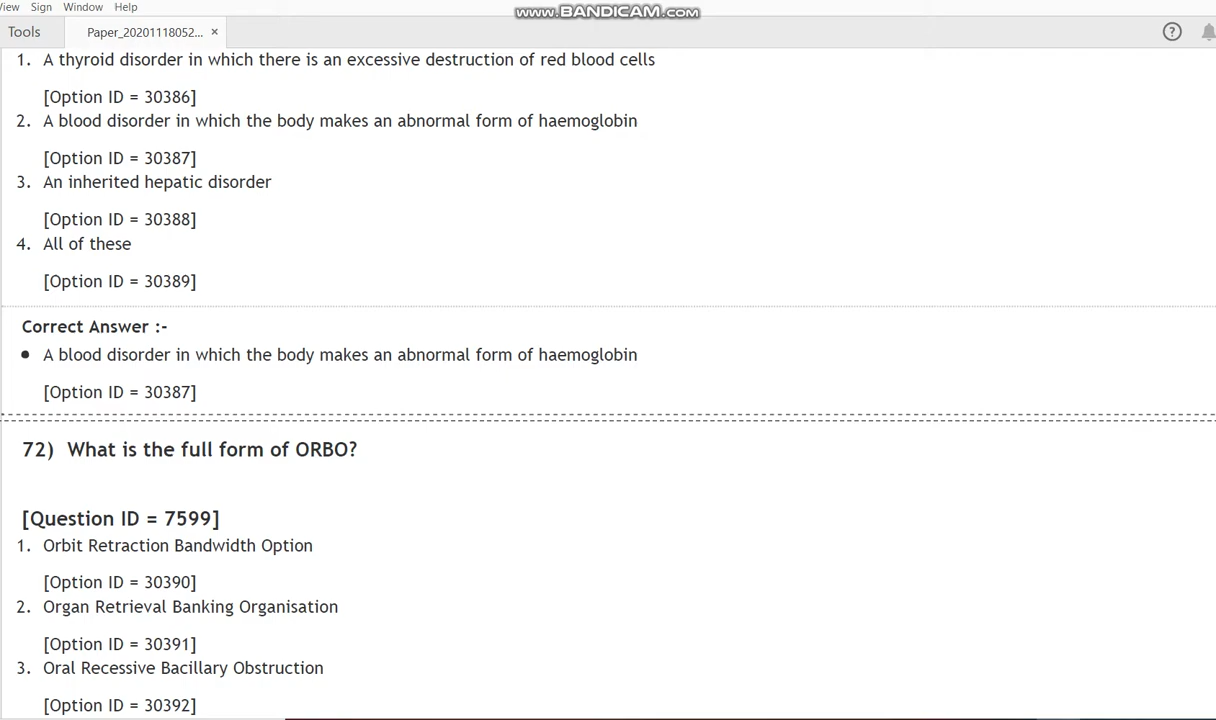 View Sign Window Help
www.BANDICAM.com
Tools Paper_20201118052... × ?
1. A thyroid disorder in which there is an excessive destruction of red blood cells
[Option ID = 30386]
2. A blood disorder in which the body makes an abnormal form of haemoglobin
[Option ID = 30387]
3. An inherited hepatic disorder
[Option ID = 30388]
4. All of these
[Option ID = 30389]
Correct Answer :-
• A blood disorder in which the body makes an abnormal form of haemoglobin
[Option ID = 30387]
72) What is the full form of ORBO?
[Question ID = 7599]
1. Orbit Retraction Bandwidth Option
[Option ID = 30390]
2. Organ Retrieval Banking Organisation
[Option ID = 30391]
3. Oral Recessive Bacillary Obstruction
[Option ID = 30392]